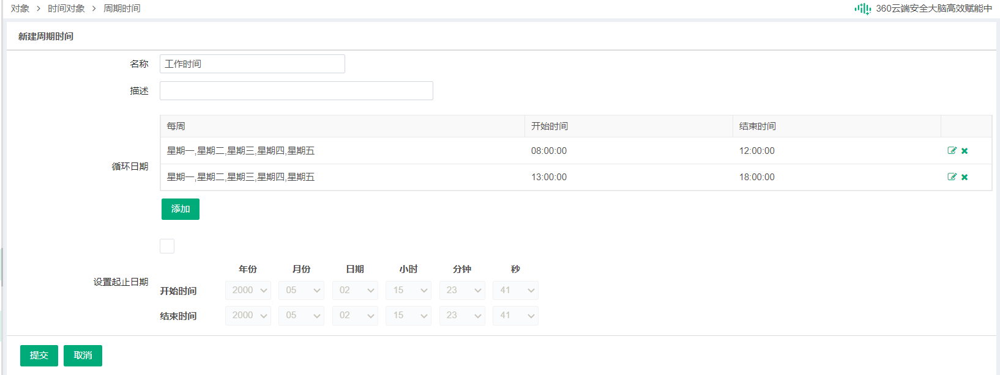 对象 > 时间对象 > 周期时间
360云端安全大脑高效赋能中
新建周期时间
名称 工作时间
描述
每周 开始时间 结束时间
星期一,星期二,星期三,星期四,星期五 08:00:00 12:00:00
循环日期
星期一,星期二,星期三,星期四,星期五 13:00:00 18:00:00
添加
年份 月份 日期 小时 分钟 秒
设置起止日期
开始时间 2000 05 02 15 23 41
结束时间 2000 05 02 15 23 41
提交 取消